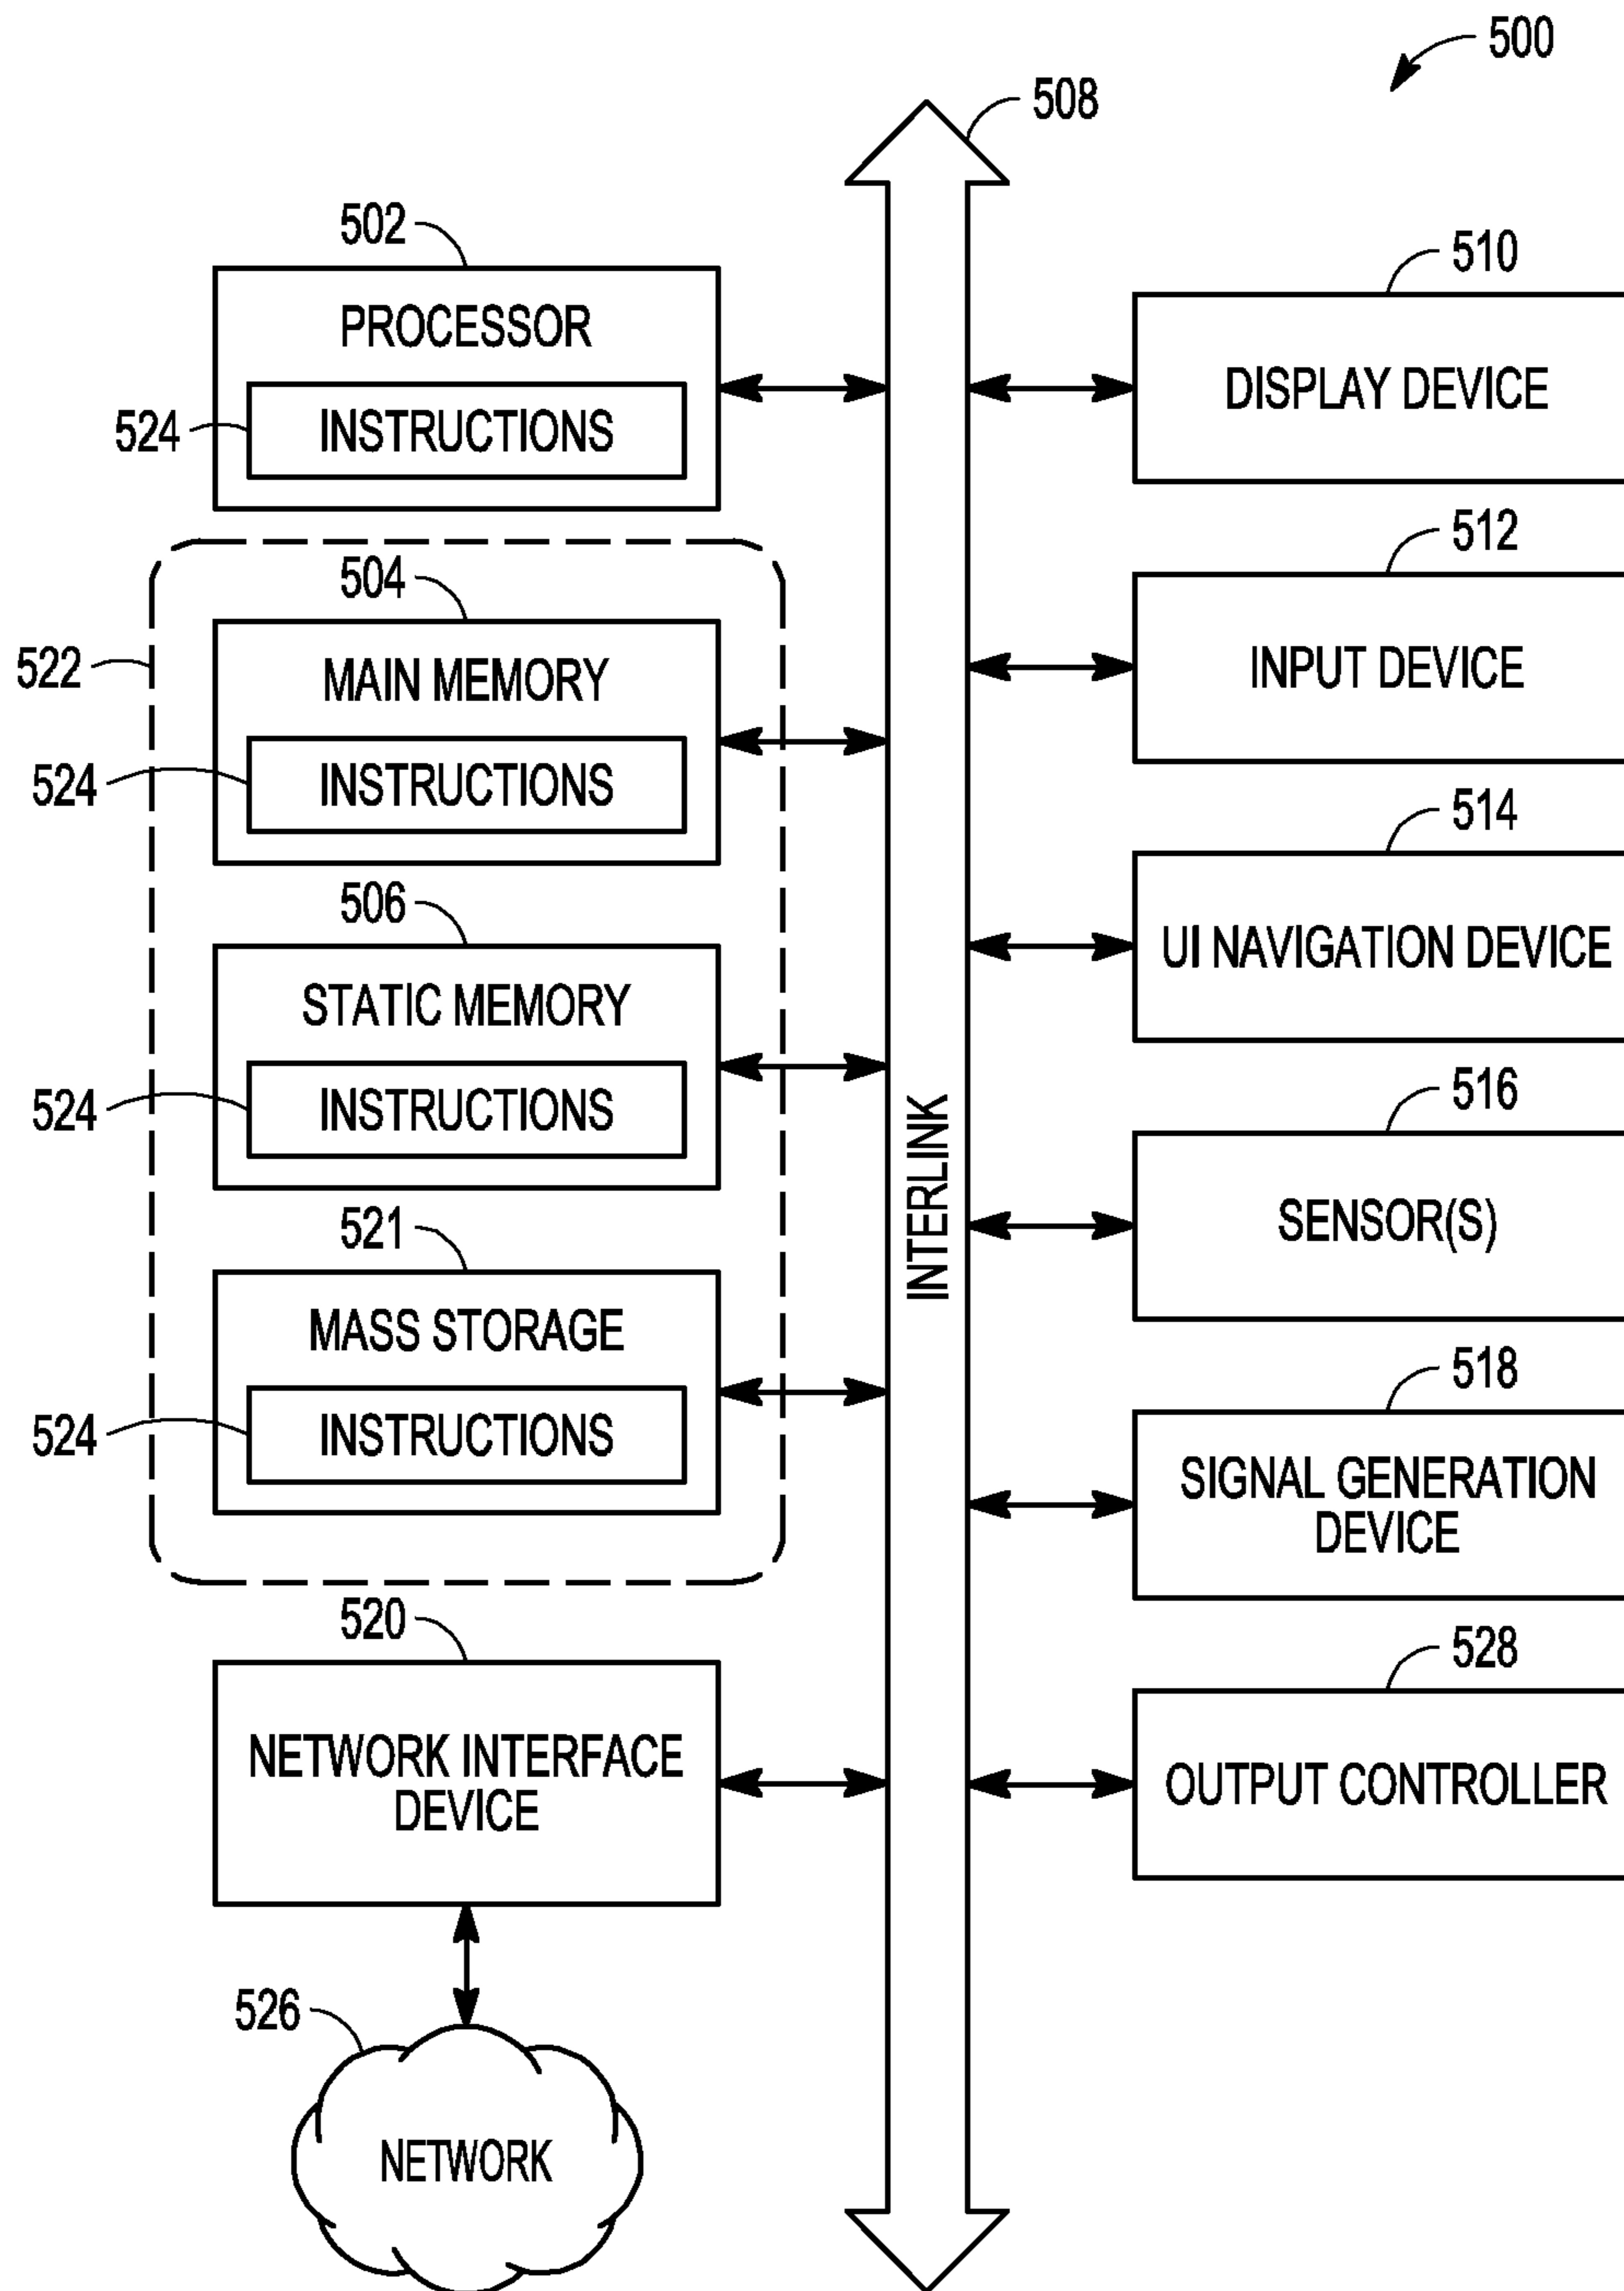 500
508
502
PROCESSOR
524
INSTRUCTIONS
522
504
MAIN MEMORY
524
INSTRUCTIONS
506
STATIC MEMORY
524
INSTRUCTIONS
521
MASS STORAGE
524
INSTRUCTIONS
520
NETWORK INTERFACE
DEVICE
526
NETWORK
INTERLINK
510
DISPLAY DEVICE
512
INPUT DEVICE
514
UI NAVIGATION DEVICE
516
SENSOR(S)
518
SIGNAL GENERATION
DEVICE
528
OUTPUT CONTROLLER